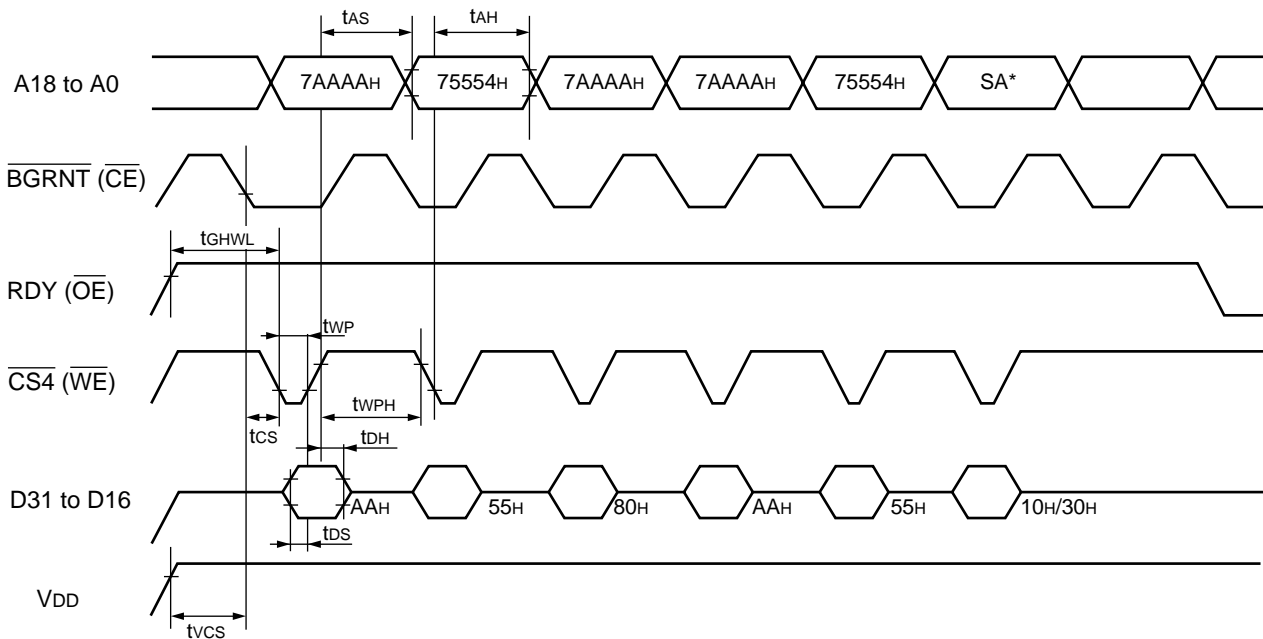 tAS tAH
A18 to A0 7AAAAH 75554H 7AAAAH 7AAAAH 75554H SA*
BGRNT (CE)
tGHWL
RDY (OE)
tWP
CS4 (WE)
tWPH
tCS tDH
D31 to D16
AAH 55H 80H AAH 55H 10H/30H
tDS
VDD
tVCS